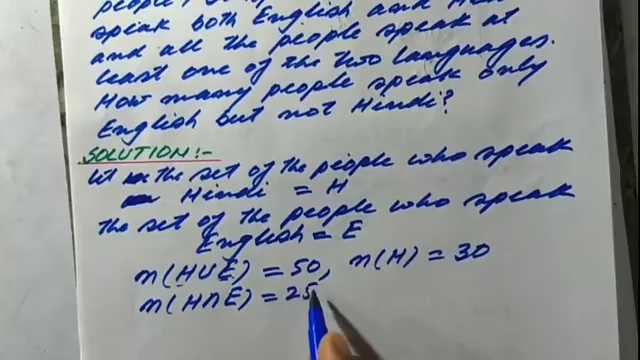 speak both English and
and all the people speak at
least one of the two languages.
How many people speak only
English but not Hindi?
SOLUTION:-
let the set of the people who speak
Hindi = H
the set of the people who speak
English = E
n(HUE) = 50, n(H) = 30
n(H∩E) = 25